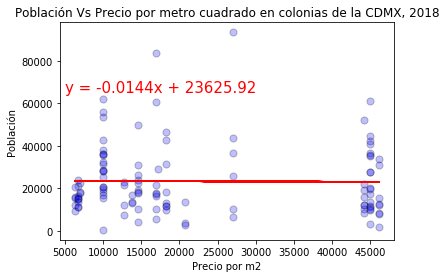 Población Vs Precio por metro cuadrado en colonias de la CDMX, 2018
80000
y = -0.0144x + 23625.92
60000
40000
20000
0
Población
5000 10000 15000 20000 25000 30000 35000 40000 45000
Precio por m2